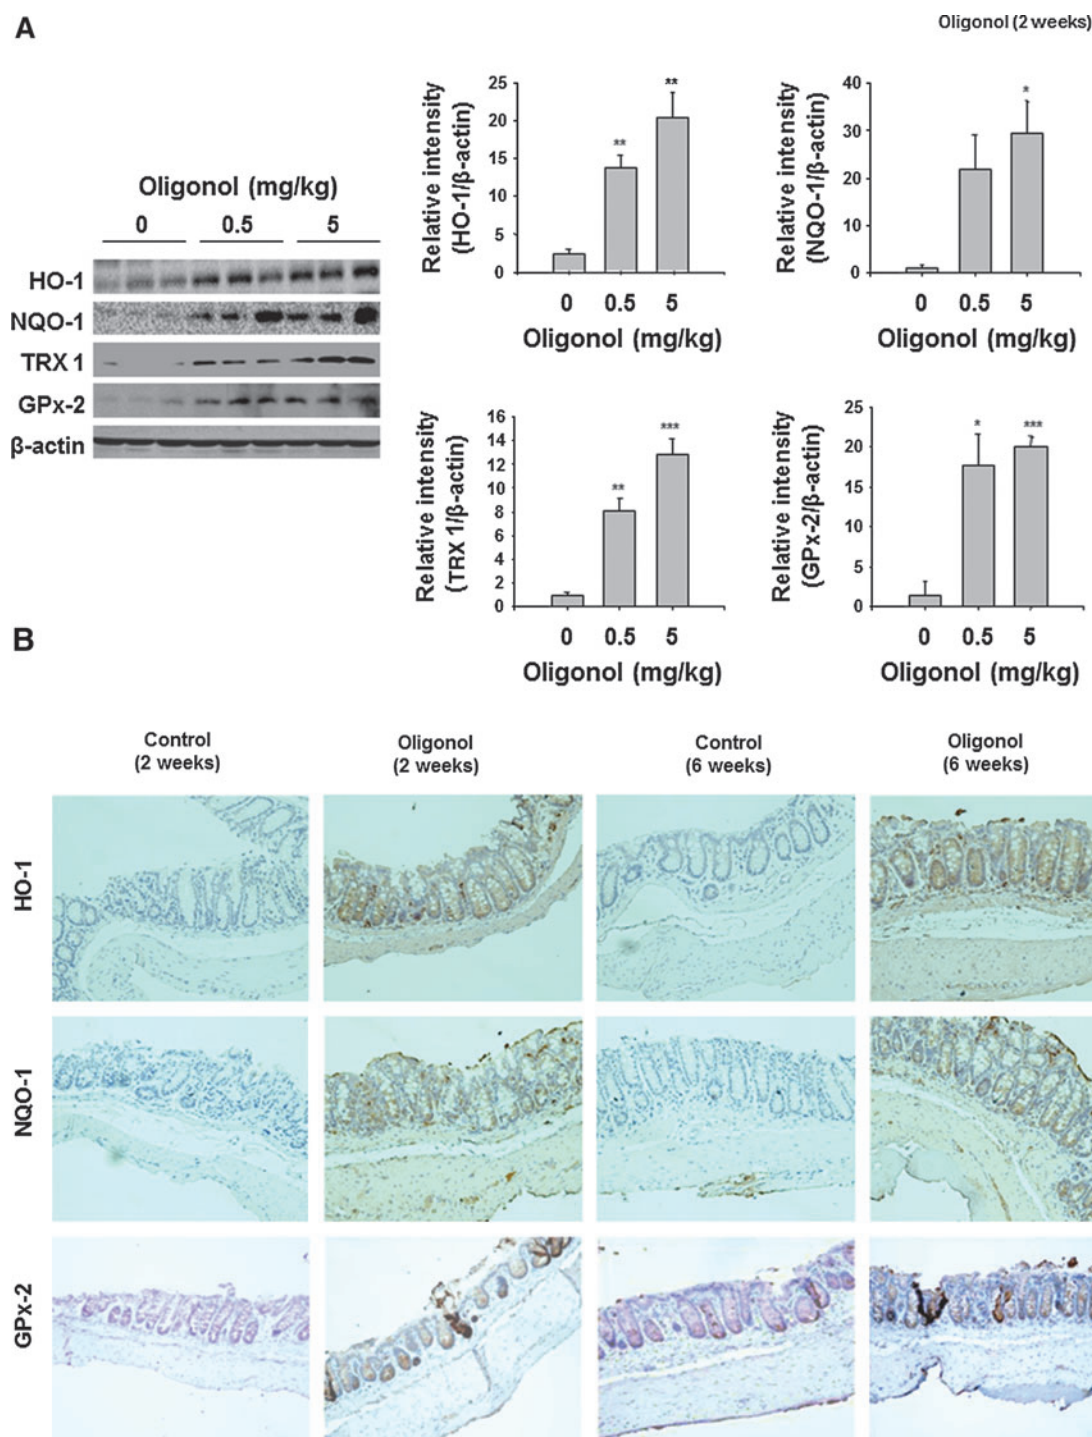 A
Oligonol (2 weeks)
Oligonol (mg/kg)
0 0.5 5
HO-1
NQO-1
TRX 1
GPx-2
β-actin
Relative intensity
(HO-1/β-actin)
25
20
15
10
5
0
** **
0 0.5 5
Oligonol (mg/kg)
Relative intensity
(NQO-1/β-actin)
40
30
20
10
0
*
0 0.5 5
Oligonol (mg/kg)
Relative intensity
(TRX 1/β-actin)
16
14
12
10
8
6
4
2
0
** ***
0 0.5 5
Oligonol (mg/kg)
Relative intensity
(GPx-2/β-actin)
25
20
15
10
5
0
* ***
0 0.5 5
Oligonol (mg/kg)
B
Control
(2 weeks)
Oligonol
(2 weeks)
Control
(6 weeks)
Oligonol
(6 weeks)
HO-1
NQO-1
GPx-2